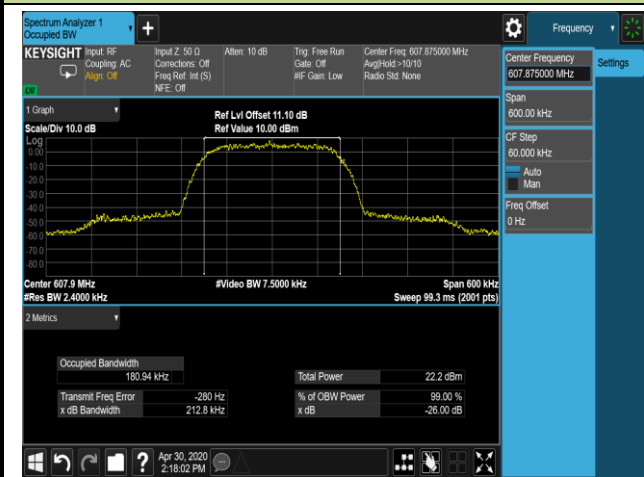 Spectrum Analyzer 1
Occupied BW
Frequency
KEYSIGHT
Input: RF
Coupling: AC
Align: Off
Input Z: 50 Ω
Corrections: Off
Freq Ref: Int (S)
NFE: Off
Atten: 10 dB
Trig: Free Run
Gate: Off
#IF Gain: Low
Center Freq: 607.875000 MHz
Avg|Hold:>10/10
Radio Std: None
Center Frequency
607.875000 MHz
Settings
Span
600.00 kHz
CF Step
60.000 kHz
Auto
Man
Freq Offset
0 Hz
1 Graph
Scale/Div 10.0 dB
Ref Lvl Offset 11.10 dB
Ref Value 10.00 dBm
Log
0.00
-10.0
-20.0
-30.0
-40.0
-50.0
-60.0
-70.0
-80.0
Center 607.9 MHz
#Res BW 2.4000 kHz
#Video BW 7.5000 kHz
Span 600 kHz
Sweep 99.3 ms (2001 pts)
2 Metrics
Occupied Bandwidth
180.94 kHz
Total Power 22.2 dBm
Transmit Freq Error -280 Hz
% of OBW Power 99.00 %
x dB Bandwidth 212.8 kHz
x dB -26.00 dB
Apr 30, 2020
2:18:02 PM